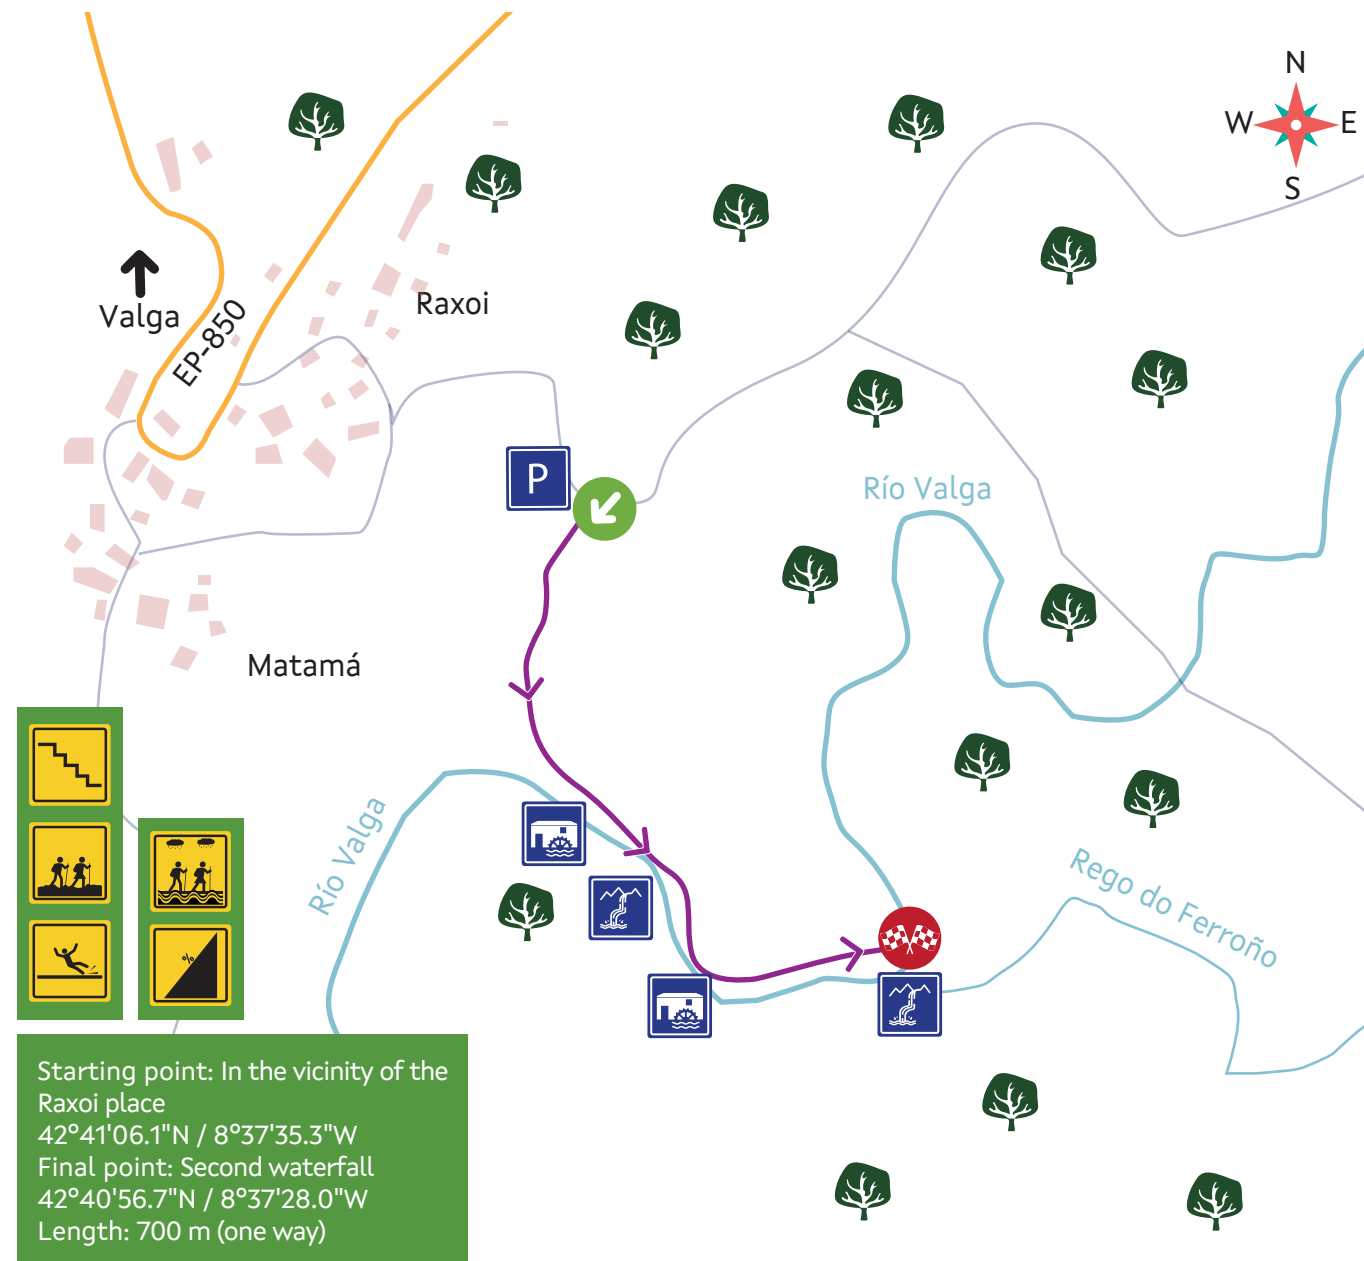 N
W
E
S
Valga
EP-850
Raxoi
P
Río Valga
Matamá
Río Valga
%
Rego do Ferroño
Starting point: In the vicinity of the
Raxoi place
42°41'06.1"N / 8°37'35.3"W
Final point: Second waterfall
42°40'56.7"N / 8°37'28.0"W
Length: 700 m (one way)